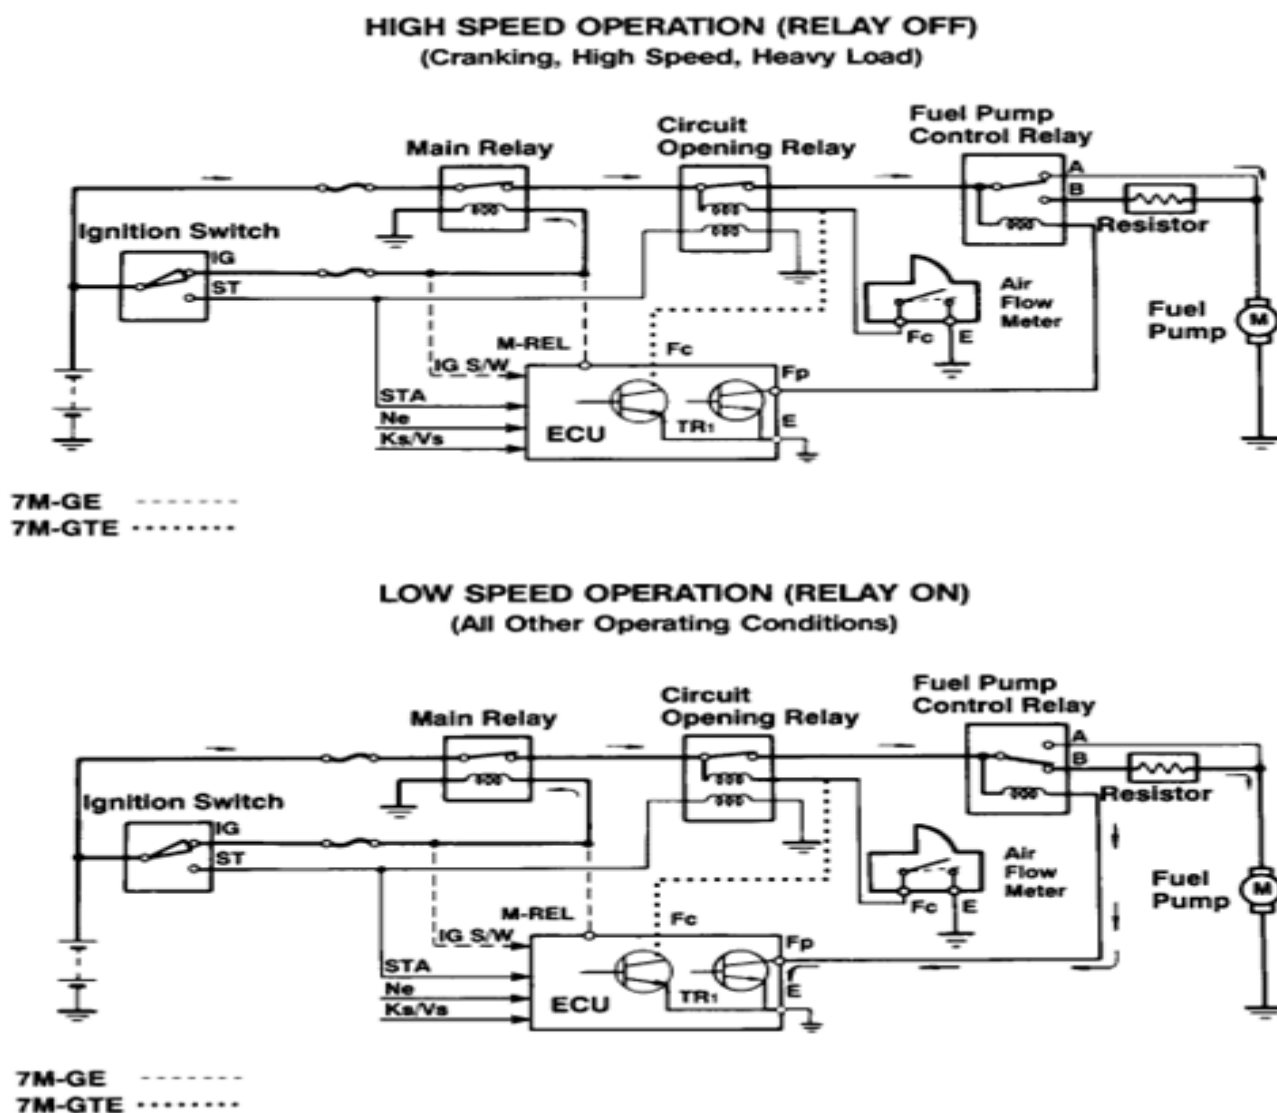 HIGH SPEED OPERATION (RELAY OFF)
(Cranking, High Speed, Heavy Load)
Fuel Pump
Control Relay
Circuit
Opening Relay
Main Relay
A
B
Resistor
Ignition Switch
IG
ST
Air
Flow
Meter
Fuel
Pump
M
Fc
E
M-REL
Fc
IG S/W
Fp
STA
Ne
Ks/Vs
ECU
TR1
E
7M-GE
7M-GTE
LOW SPEED OPERATION (RELAY ON)
(All Other Operating Conditions)
Fuel Pump
Control Relay
Circuit
Opening Relay
Main Relay
A
B
Resistor
Ignition Switch
IG
ST
Air
Flow
Meter
Fuel
Pump
M
Fc
E
M-REL
Fc
IG S/W
Fp
STA
Ne
Ks/Vs
ECU
TR1
E
7M-GE
7M-GTE